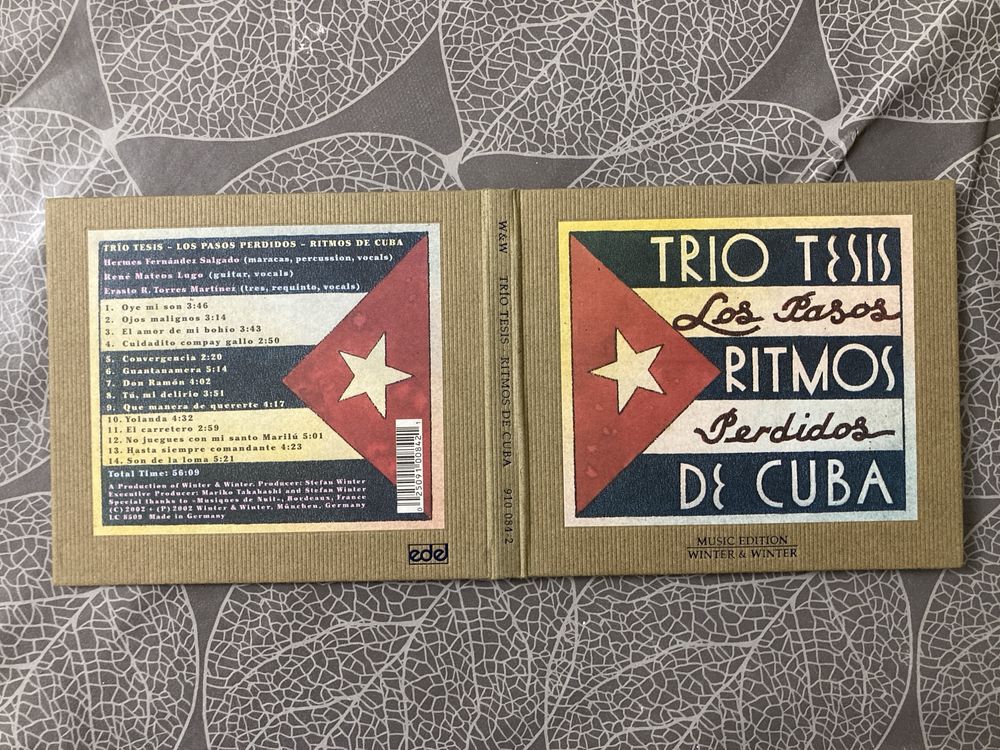 TRÍO TESIS – LOS PASOS PERDIDOS – RITMOS DE CUBA
Hermes Fernández Salgado (maracas, percussion, vocals)
René Mateos Lugo (guitar, vocals)
Erasto R. Torres Martínez (tres, requinto, vocals)
1. Oye mi son 3:46
2. Ojos malignos 3:14
3. El amor de mi bohío 3:43
4. Cuidadito compay gallo 2:50
5. Convergencia 2:20
6. Guantanamera 5:14
7. Don Ramón 4:02
8. Tú, mi delirio 3:51
9. Que manera de quererte 4:17
10. Yolanda 4:32
11. El carretero 2:59
12. No juegues con mi santo Marilú 5:01
13. Hasta siempre comandante 4:23
14. Son de la loma 5:21
Total Time: 56:09
A Production of Winter & Winter, Producer: Stefan Winter
Executive Producer: Mariko Takahashi and Stefan Winter
Special thanks to »Musiques de Nuit«, Bordeaux, France
(C) 2002 + (P) 2002 Winter & Winter, München, Germany
LC 8509 Made in Germany
edel
W&W TRÍO TESIS RITMOS DE CUBA 910 084-2
TRIO TESIS
Los Pasos
RITMOS
Perdidos
DE CUBA
MUSIC EDITION
WINTER & WINTER